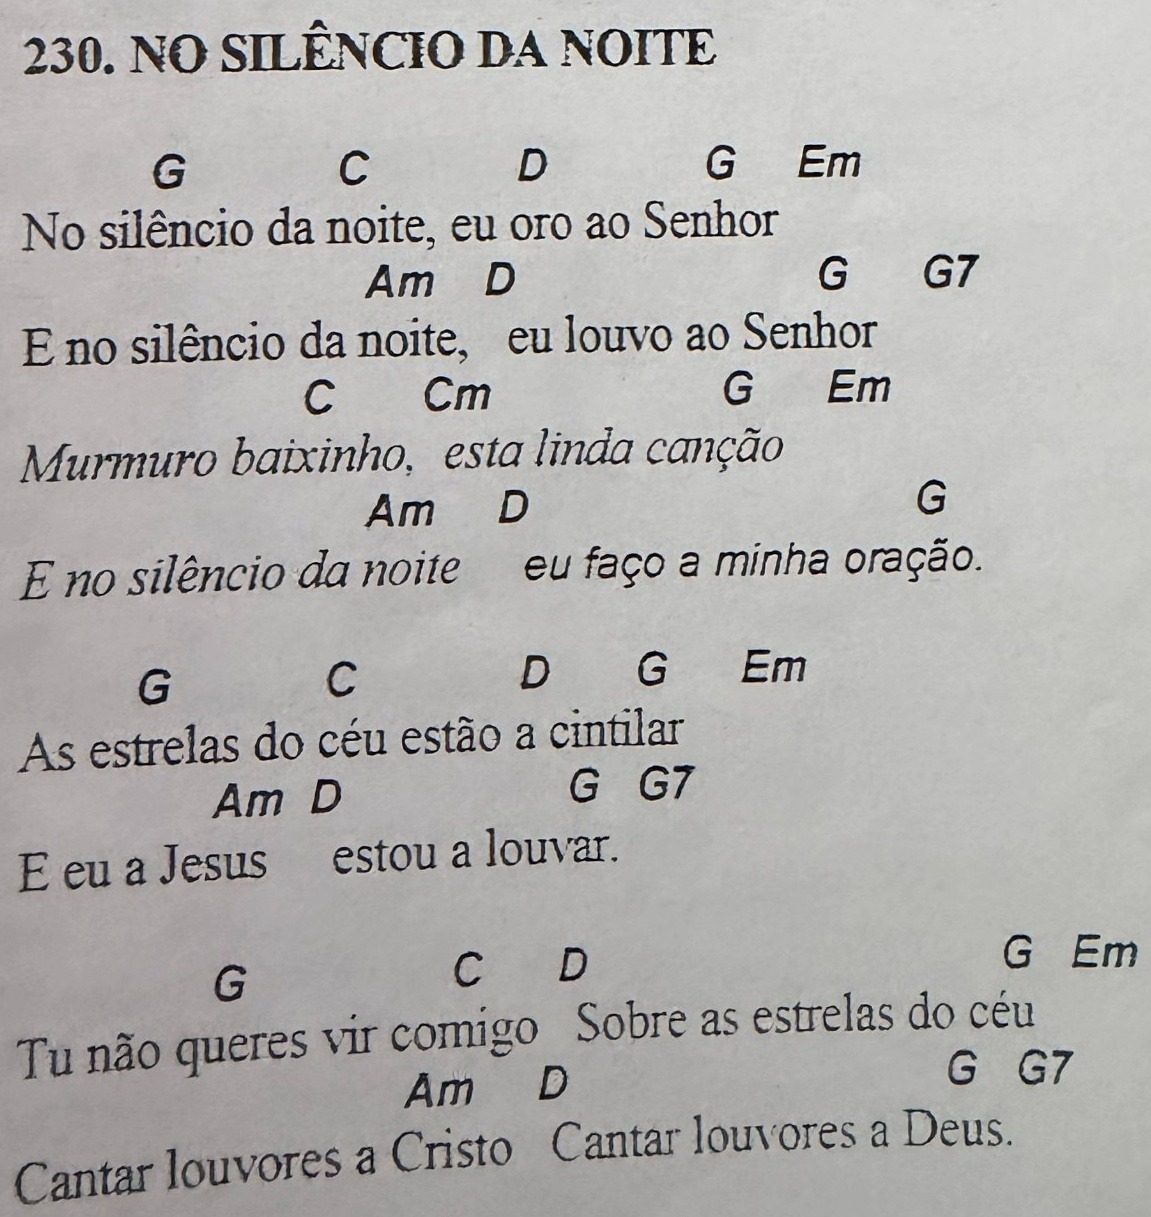 230. NO SILÊNCIO DA NOITE
G C D G Em
No silêncio da noite, eu oro ao Senhor
Am D G G7
E no silêncio da noite, eu louvo ao Senhor
C Cm G Em
Murmuro baixinho, esta linda canção
Am D G
E no silêncio da noite eu faço a minha oração.
G C D G Em
As estrelas do céu estão a cintilar
Am D G G7
E eu a Jesus estou a louvar.
G C D G Em
Tu não queres vir comigo Sobre as estrelas do céu
Am D G G7
Cantar louvores a Cristo Cantar louvores a Deus.